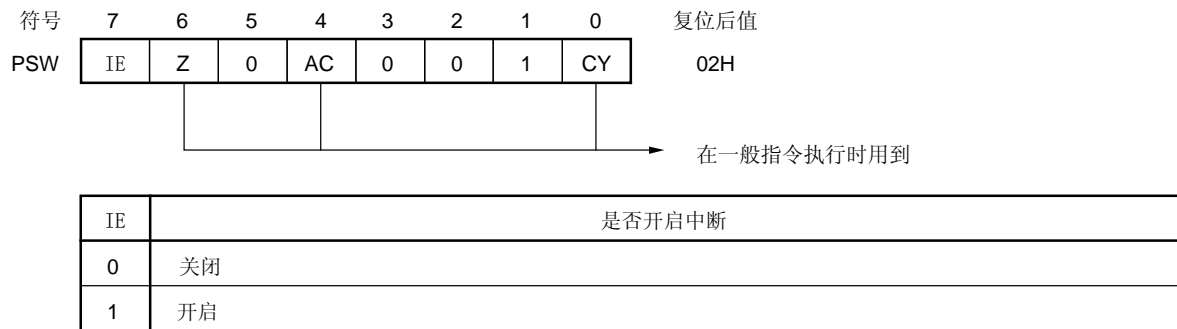 符号 7 6 5 4 3 2 1 0 复位后值
PSW IE Z 0 AC 0 0 1 CY 02H
在一般指令执行时用到
IE 是否开启中断
0 关闭
1 开启